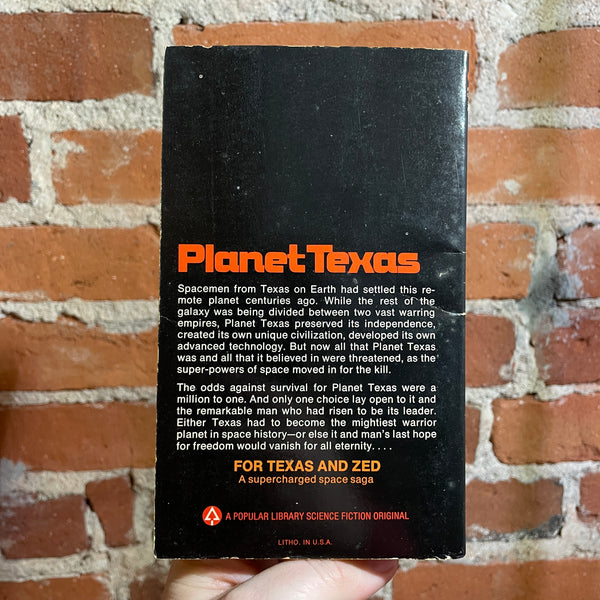 Planet Texas
Spacemen from Texas on Earth had settled this re-
mote planet centuries ago. While the rest of the
galaxy was being divided between two vast warring
empires, Planet Texas preserved its independence,
created its own unique civilization, developed its own
advanced technology. But now all that Planet Texas
was and all that it believed in were threatened, as the
super-powers of space moved in for the kill.
The odds against survival for Planet Texas were a
million to one. And only one choice lay open to it and
the remarkable man who had risen to be its leader.
Either Texas had to become the mightiest warrior
planet in space history—or else it and man's last hope
for freedom would vanish for all eternity. . . .
FOR TEXAS AND ZED
A supercharged space saga
A POPULAR LIBRARY SCIENCE FICTION ORIGINAL
LITHO. IN U.S.A.